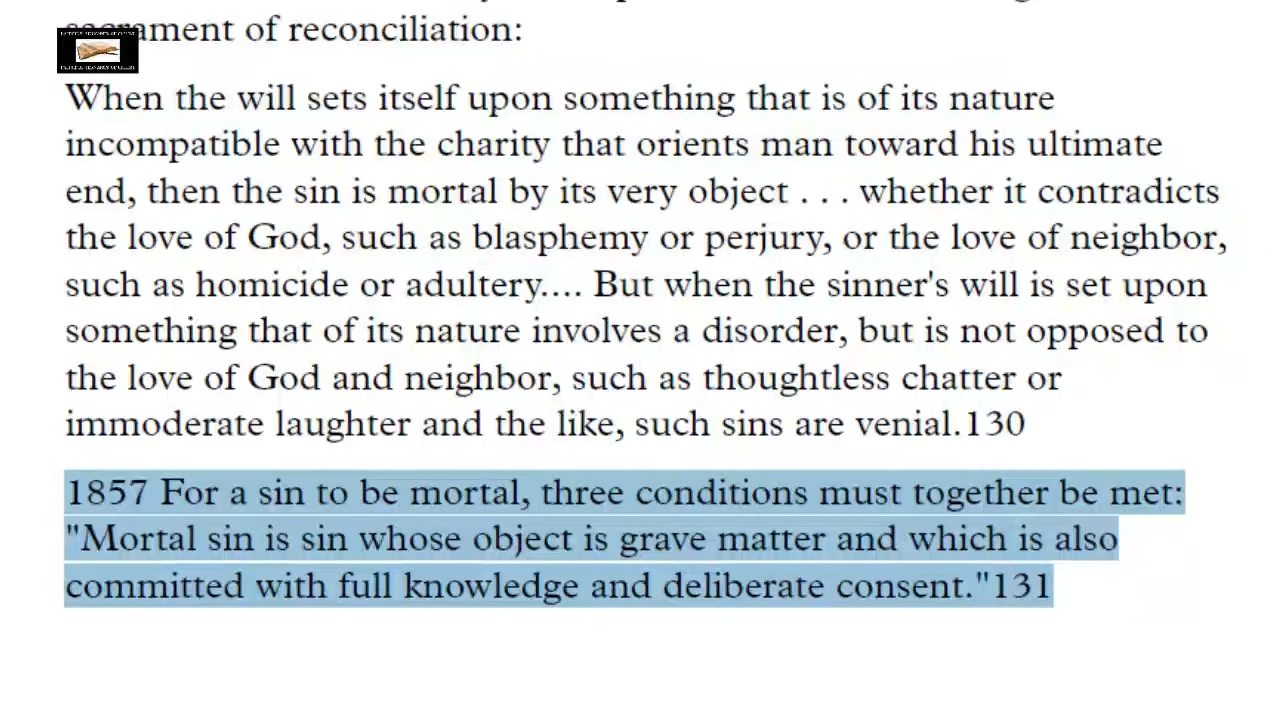 sacrament of reconciliation:
When the will sets itself upon something that is of its nature
incompatible with the charity that orients man toward his ultimate
end, then the sin is mortal by its very object . . . whether it contradicts
the love of God, such as blasphemy or perjury, or the love of neighbor,
such as homicide or adultery.... But when the sinner's will is set upon
something that of its nature involves a disorder, but is not opposed to
the love of God and neighbor, such as thoughtless chatter or
immoderate laughter and the like, such sins are venial.130
1857 For a sin to be mortal, three conditions must together be met:
"Mortal sin is sin whose object is grave matter and which is also
committed with full knowledge and deliberate consent."131